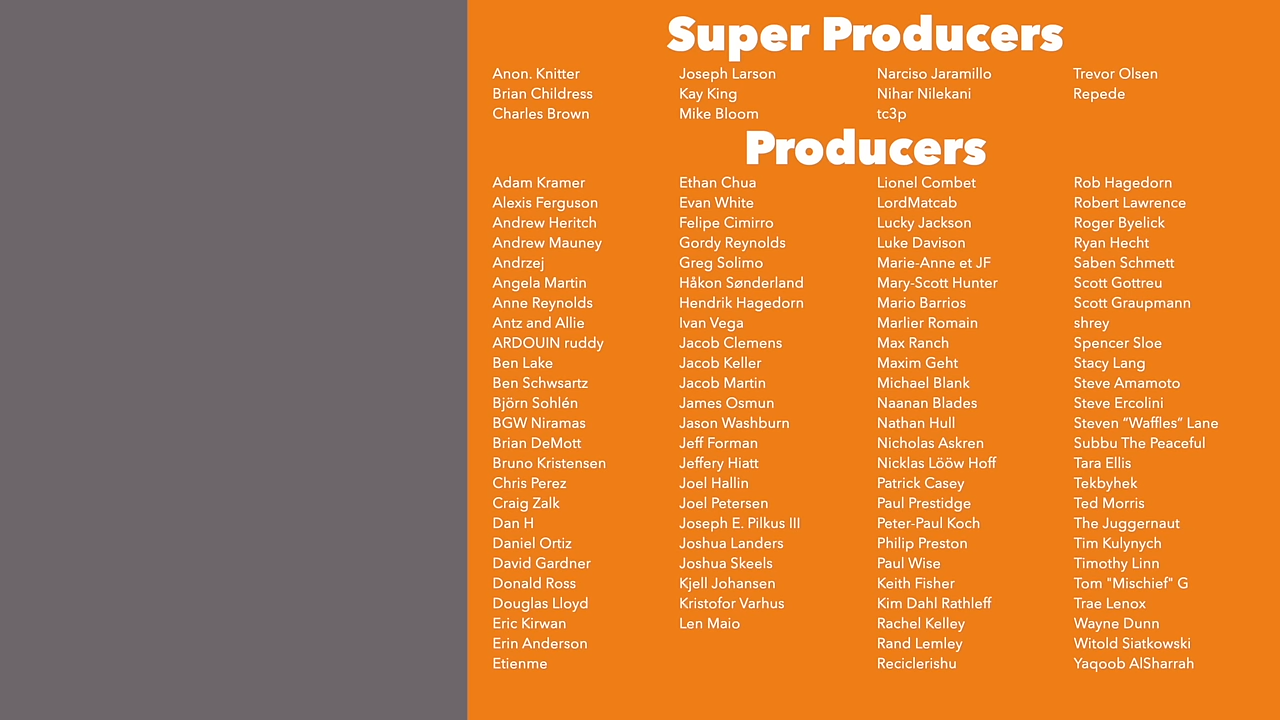 Super Producers
Anon. Knitter
Brian Childress
Charles Brown
Joseph Larson
Kay King
Mike Bloom
Narciso Jaramillo
Nihar Nilekani
tc3p
Trevor Olsen
Repede
Producers
Adam Kramer
Alexis Ferguson
Andrew Heritch
Andrew Mauney
Andrzej
Angela Martin
Anne Reynolds
Antz and Allie
ARDOUIN ruddy
Ben Lake
Ben Schwsartz
Björn Sohlén
BGW Niramas
Brian DeMott
Bruno Kristensen
Chris Perez
Craig Zalk
Dan H
Daniel Ortiz
David Gardner
Donald Ross
Douglas Lloyd
Eric Kirwan
Erin Anderson
Etienme
Ethan Chua
Evan White
Felipe Cimirro
Gordy Reynolds
Greg Solimo
Håkon Sønderland
Hendrik Hagedorn
Ivan Vega
Jacob Clemens
Jacob Keller
Jacob Martin
James Osmun
Jason Washburn
Jeff Forman
Jeffery Hiatt
Joel Hallin
Joel Petersen
Joseph E. Pilkus III
Joshua Landers
Joshua Skeels
Kjell Johansen
Kristofor Varhus
Len Maio
Lionel Combet
LordMatcab
Lucky Jackson
Luke Davison
Marie-Anne et JF
Mary-Scott Hunter
Mario Barrios
Marlier Romain
Max Ranch
Maxim Geht
Michael Blank
Naanan Blades
Nathan Hull
Nicholas Askren
Nicklas Lööw Hoff
Patrick Casey
Paul Prestidge
Peter-Paul Koch
Philip Preston
Paul Wise
Keith Fisher
Kim Dahl Rathleff
Rachel Kelley
Rand Lemley
Reciclerishu
Rob Hagedorn
Robert Lawrence
Roger Byelick
Ryan Hecht
Saben Schmett
Scott Gottreu
Scott Graupmann
shrey
Spencer Sloe
Stacy Lang
Steve Amamoto
Steve Ercolini
Steven “Waffles” Lane
Subbu The Peaceful
Tara Ellis
Tekbyhek
Ted Morris
The Juggernaut
Tim Kulynych
Timothy Linn
Tom "Mischief" G
Trae Lenox
Wayne Dunn
Witold Siatkowski
Yaqoob AlSharrah